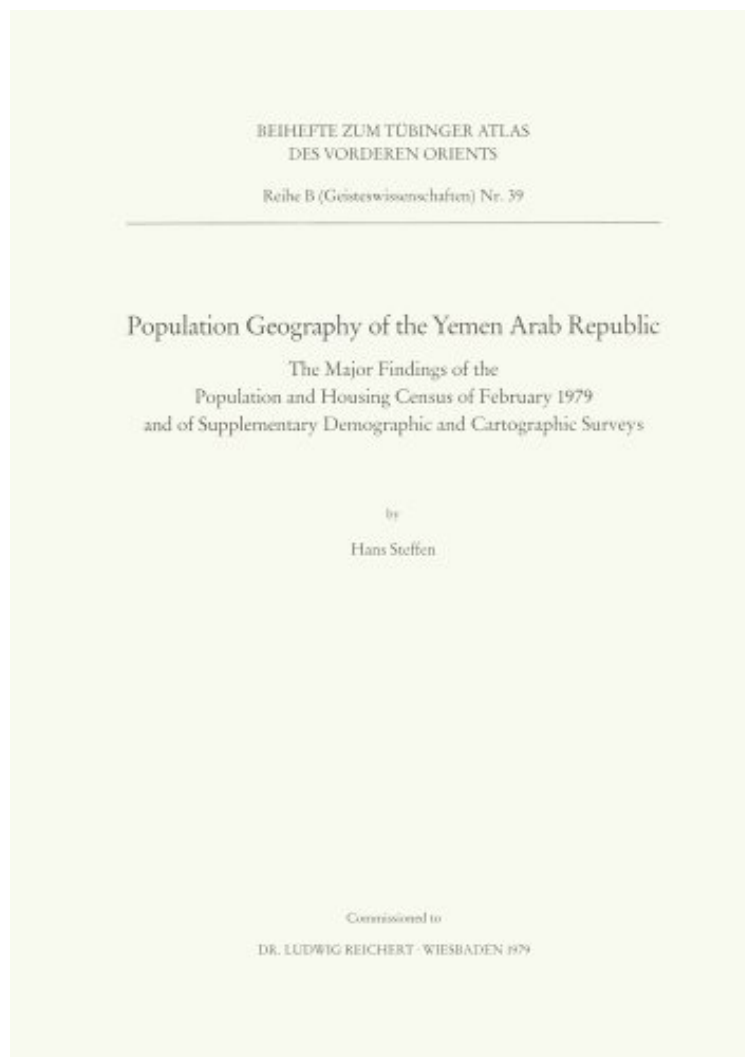 BEIHEFTE ZUM TÜBINGER ATLAS
DES VORDEREN ORIENTS
Reihe B (Geisteswissenschaften) Nr. 39
Population Geography of the Yemen Arab Republic
The Major Findings of the
Population and Housing Census of February 1979
and of Supplementary Demographic and Cartographic Surveys
by
Hans Steffen
Commissioned to
DR. LUDWIG REICHERT · WIESBADEN 1979